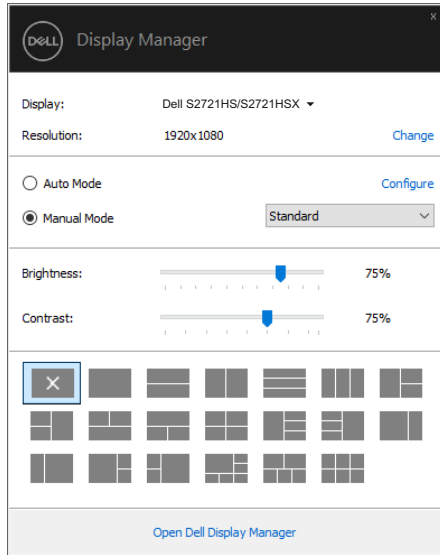 x
DELL Display Manager
Display: Dell S2721HS/S2721HSX
Resolution: 1920x1080 Change
Auto Mode Configure
Manual Mode Standard
Brightness: 75%
Contrast: 75%
Open Dell Display Manager